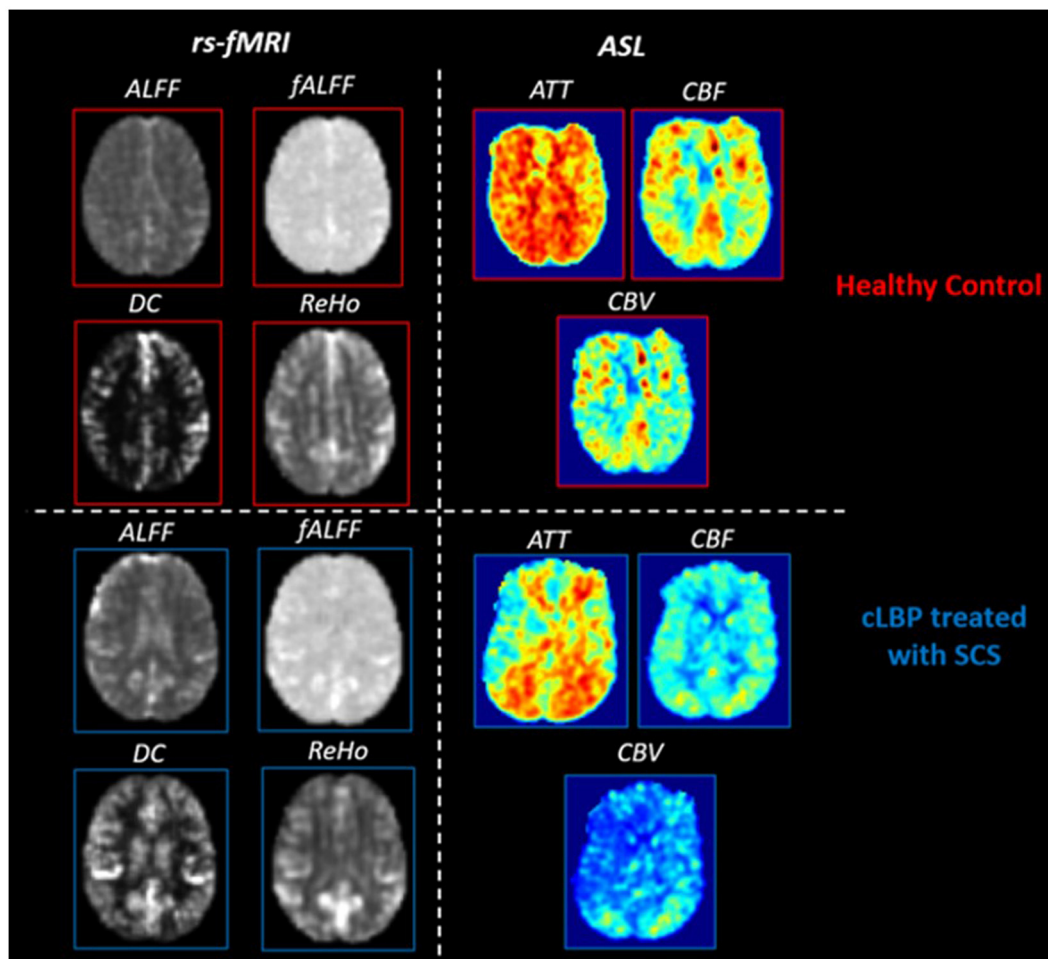 rs-fMRI
ASL
ALFF
fALFF
ATT
CBF
DC
ReHo
CBV
Healthy Control
ALFF
fALFF
ATT
CBF
DC
ReHo
CBV
cLBP treated
with SCS